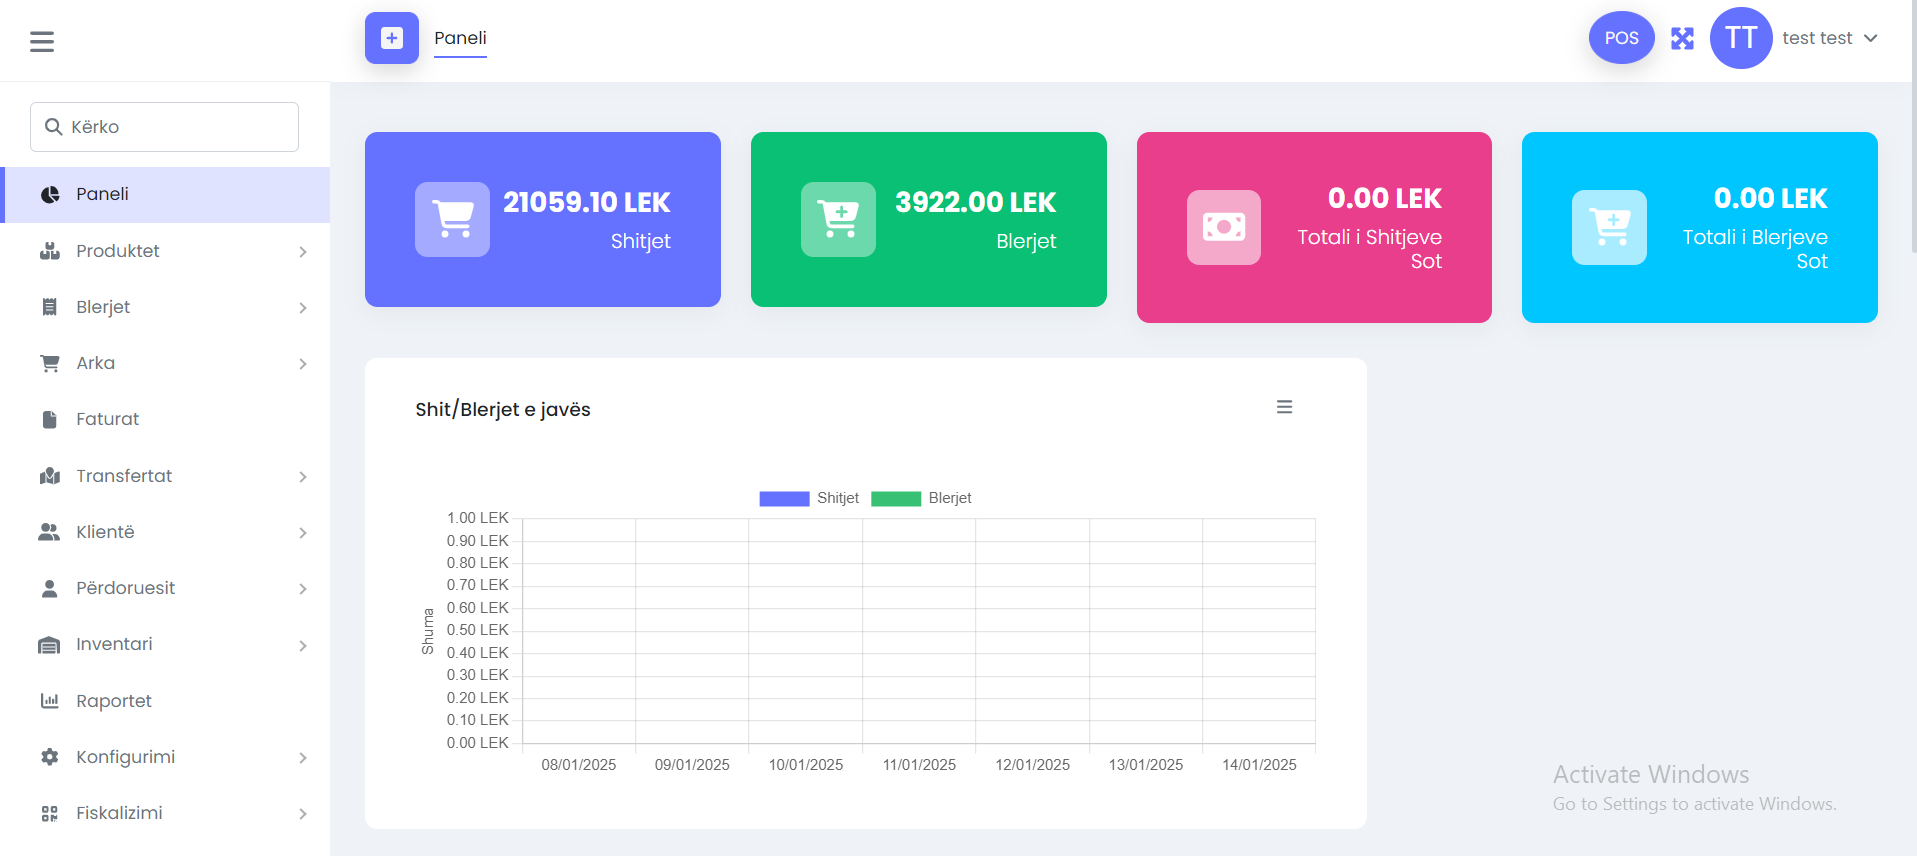 Paneli
POS
TT
test test
Kërko
Paneli
Produktet
Blerjet
Arka
Faturat
Transfertat
Klientë
Përdoruesit
Inventari
Raportet
Konfigurimi
Fiskalizimi
21059.10 LEK
Shitjet
3922.00 LEK
Blerjet
0.00 LEK
Totali i Shitjeve
Sot
0.00 LEK
Totali i Blerjeve
Sot
Shit/Blerjet e javës
Shitjet
Blerjet
Shuma
1.00 LEK
0.90 LEK
0.80 LEK
0.70 LEK
0.60 LEK
0.50 LEK
0.40 LEK
0.30 LEK
0.20 LEK
0.10 LEK
0.00 LEK
08/01/2025
09/01/2025
10/01/2025
11/01/2025
12/01/2025
13/01/2025
14/01/2025
Activate Windows
Go to Settings to activate Windows.